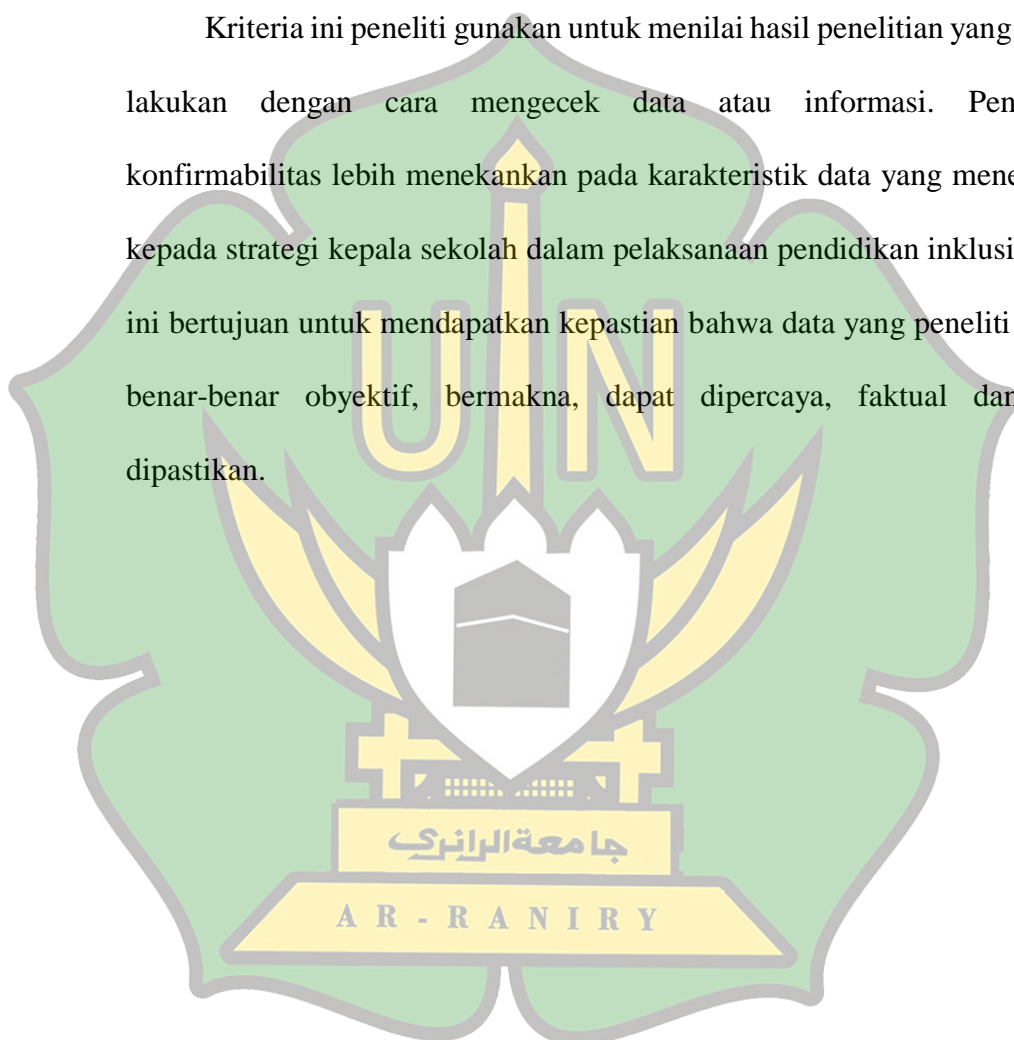 Kriteria ini peneliti gunakan untuk menilai hasil penelitian yang
lakukan dengan cara mengecek data atau informasi. Pen
konfirmabilitas lebih menekankan pada karakteristik data yang mene
kepada strategi kepala sekolah dalam pelaksanaan pendidikan inklusi
ini bertujuan untuk mendapatkan kepastian bahwa data yang peneliti
benar-benar obyektif, bermakna, dapat dipercaya, faktual dan
dipastikan.
UIN
جامعة الرانري
AR-RANIRY